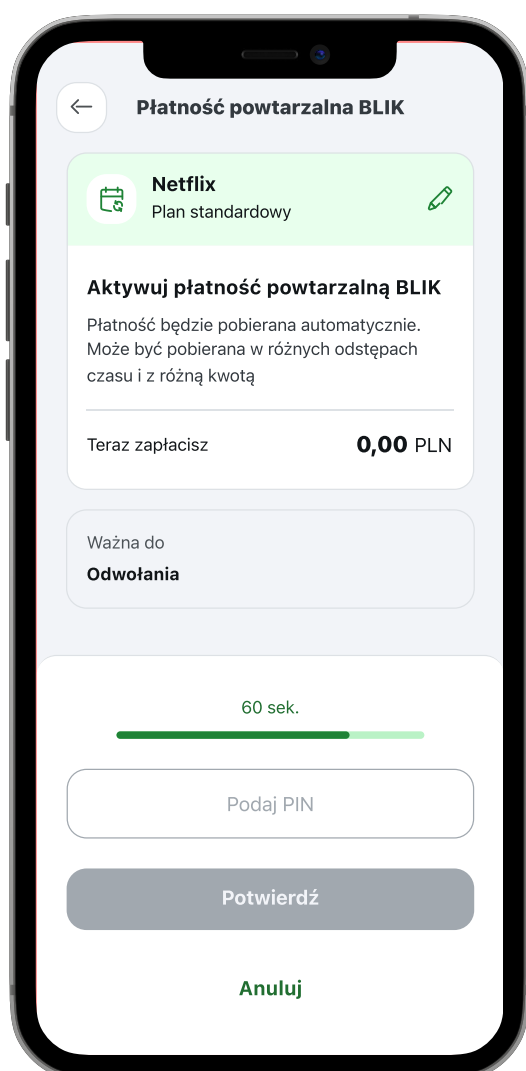 Płatność powtarzalna BLIK
Netflix
Plan standardowy
Aktywuj płatność powtarzalną BLIK
Płatność będzie pobierana automatycznie.
Może być pobierana w różnych odstępach
czasu i z różną kwotą
Teraz zapłacisz 0,00 PLN
Ważna do
Odwołania
60 sek.
Podaj PIN
Potwierdź
Anuluj